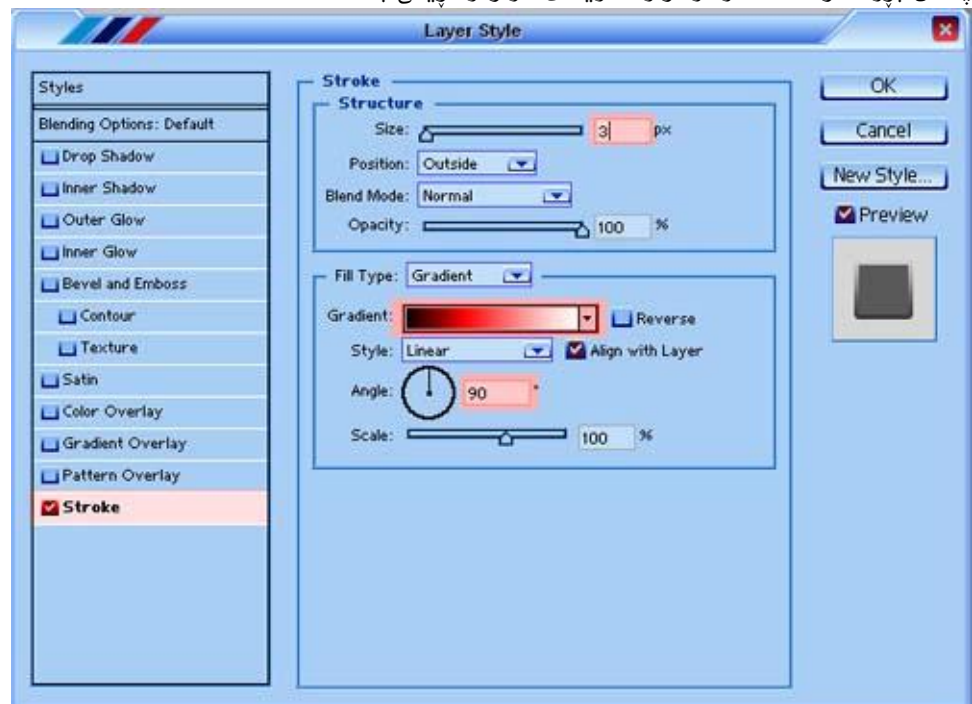 Layer Style
Styles
Blending Options: Default
Drop Shadow
Inner Shadow
Outer Glow
Inner Glow
Bevel and Emboss
Contour
Texture
Satin
Color Overlay
Gradient Overlay
Pattern Overlay
Stroke
Stroke
Structure
Size: 3 px
Position: Outside
Blend Mode: Normal
Opacity: 100 %
Fill Type: Gradient
Gradient: Reverse
Style: Linear Align with Layer
Angle: 90 °
Scale: 100 %
OK
Cancel
New Style...
Preview